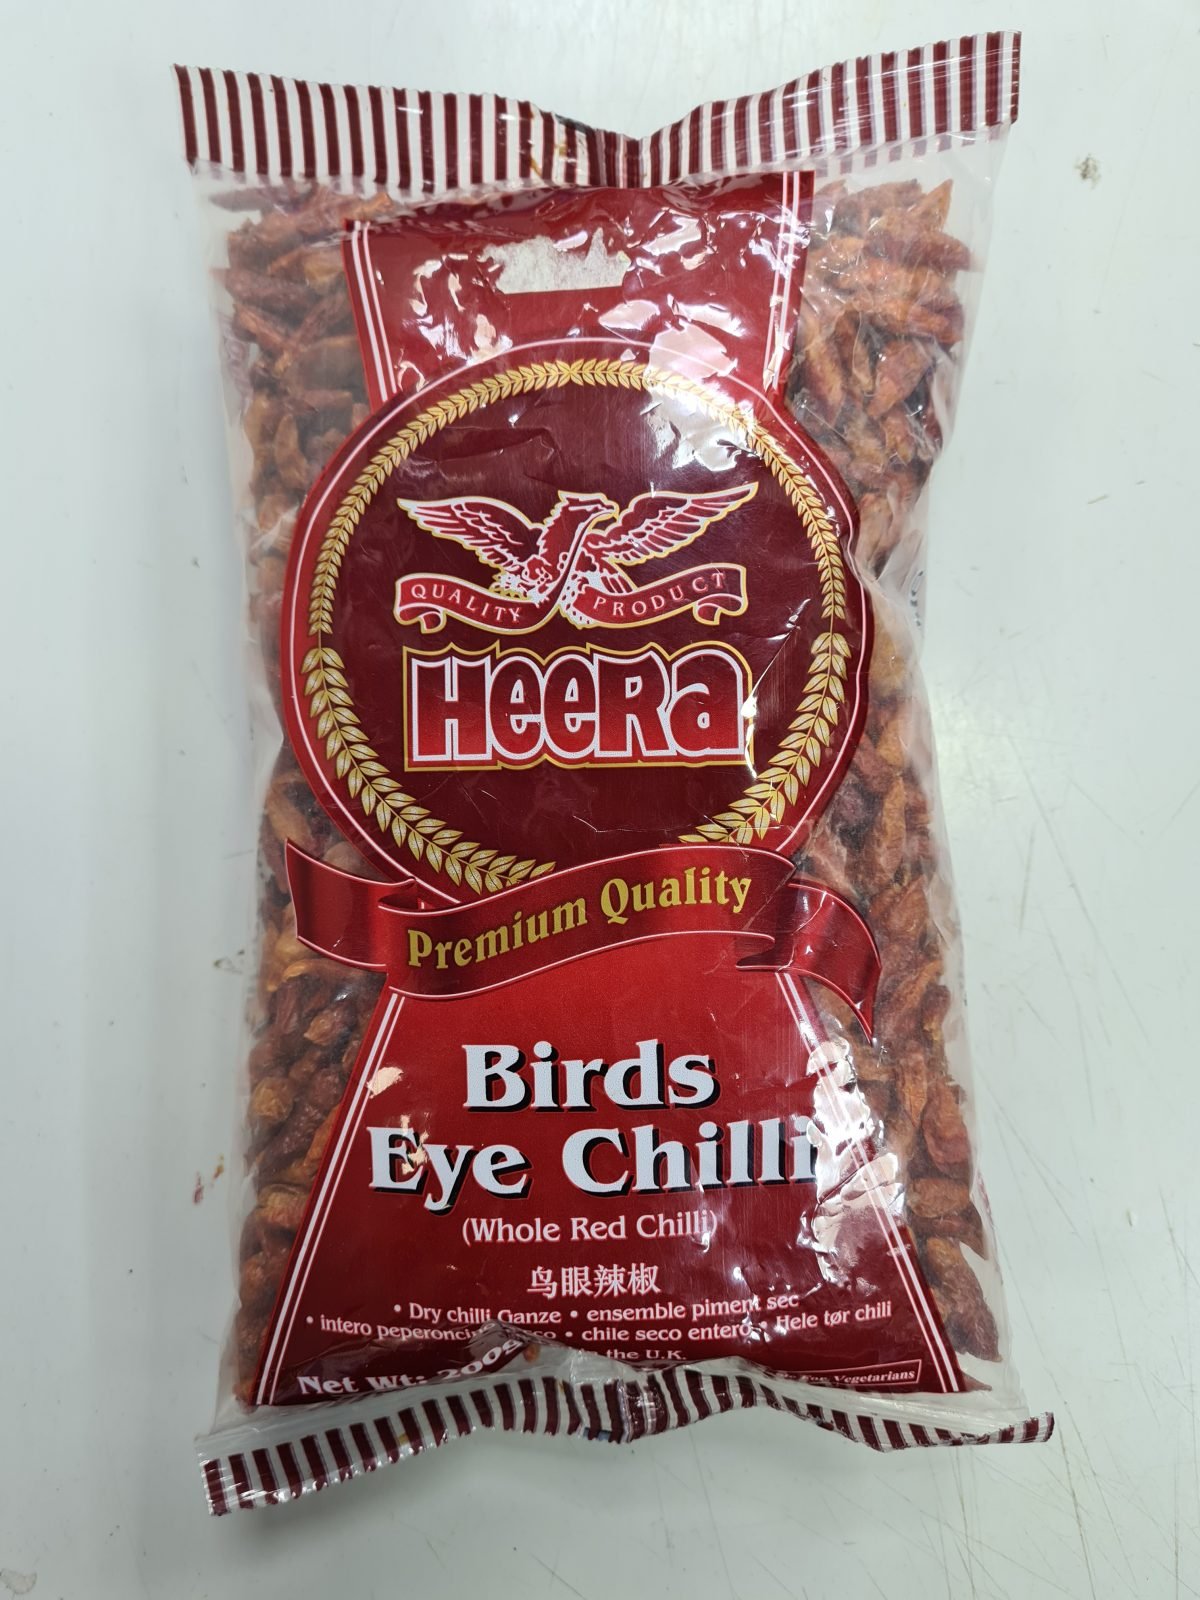 QUALITY PRODUCT
HeeRa
Premium Quality
Birds
Eye Chilli
(Whole Red Chilli)
鸟眼辣椒
• Dry chilli Ganze • ensemble piment sec
• intero • chile seco entero • Hele tør chili
the U.K.
Net Wt: 200g Vegetarians